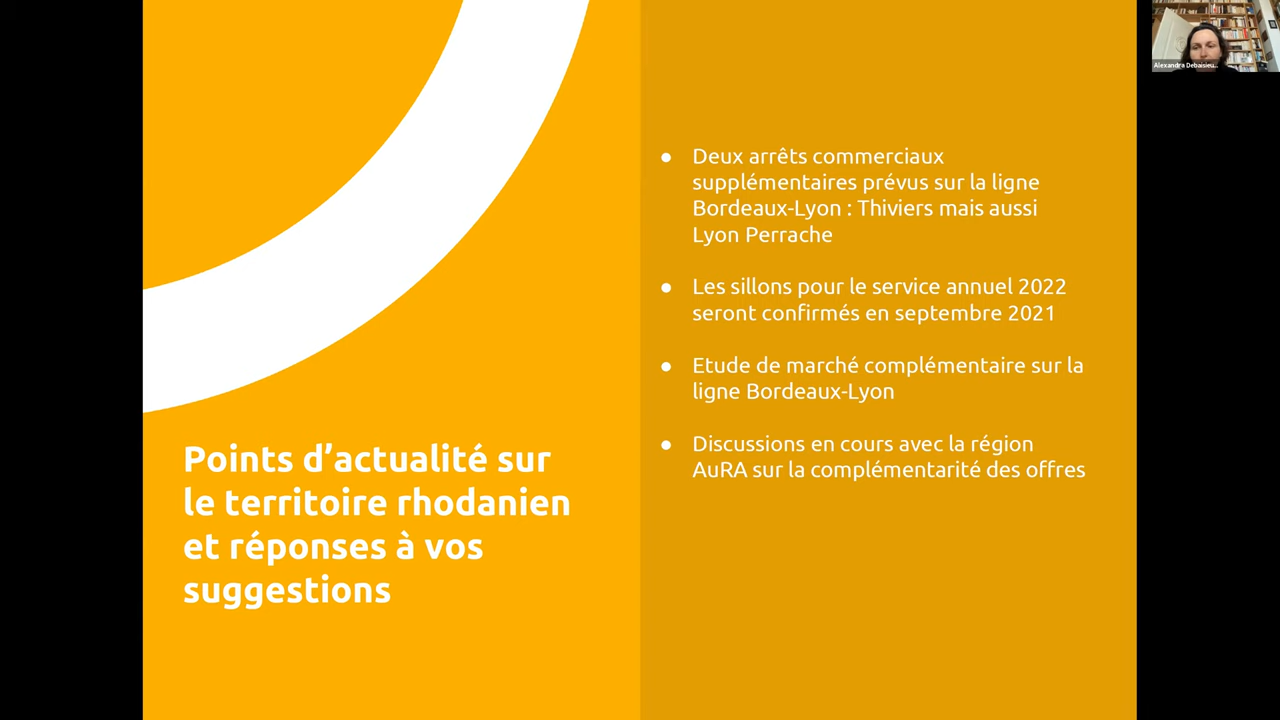 Alexandra Debaisieu...
Deux arrêts commerciaux
supplémentaires prévus sur la ligne
Bordeaux-Lyon : Thiviers mais aussi
Lyon Perrache
Les sillons pour le service annuel 2022
seront confirmés en septembre 2021
Etude de marché complémentaire sur la
ligne Bordeaux-Lyon
Discussions en cours avec la région
AuRA sur la complémentarité des offres
Points d’actualité sur
le territoire rhodanien
et réponses à vos
suggestions